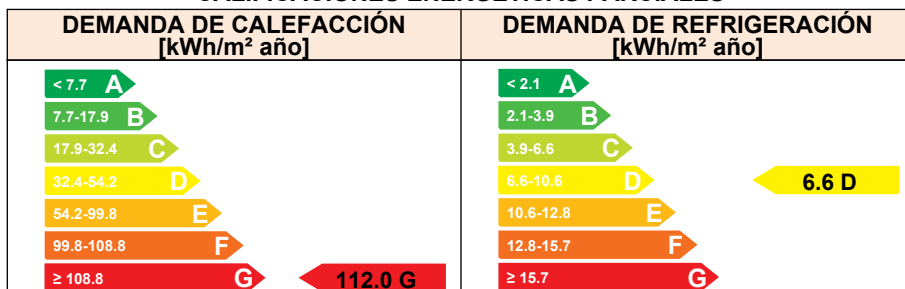 CALIFICACIONES ENERGÉTICAS PARCIALES
DEMANDA DE CALEFACCIÓN
[kWh/m² año]
< 7.7 A
7.7-17.9 B
17.9-32.4 C
32.4-54.2 D
54.2-99.8 E
99.8-108.8 F
≥ 108.8 G
112.0 G
DEMANDA DE REFRIGERACIÓN
[kWh/m² año]
< 2.1 A
2.1-3.9 B
3.9-6.6 C
6.6-10.6 D
6.6 D
10.6-12.8 E
12.8-15.7 F
≥ 15.7 G